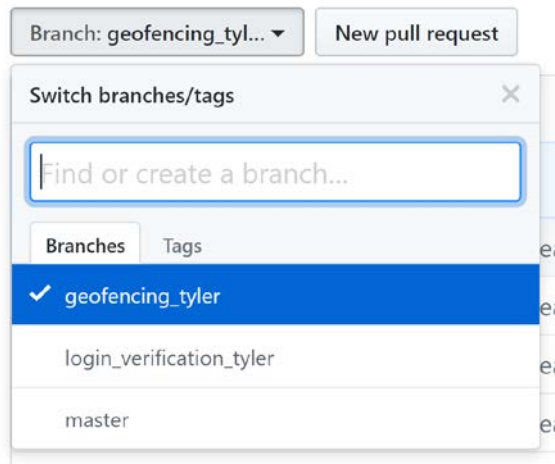 Branch: geofencing_tyl... New pull request
Switch branches/tags
Find or create a branch...
Branches Tags
geofencing_tyler
login_verification_tyler
master